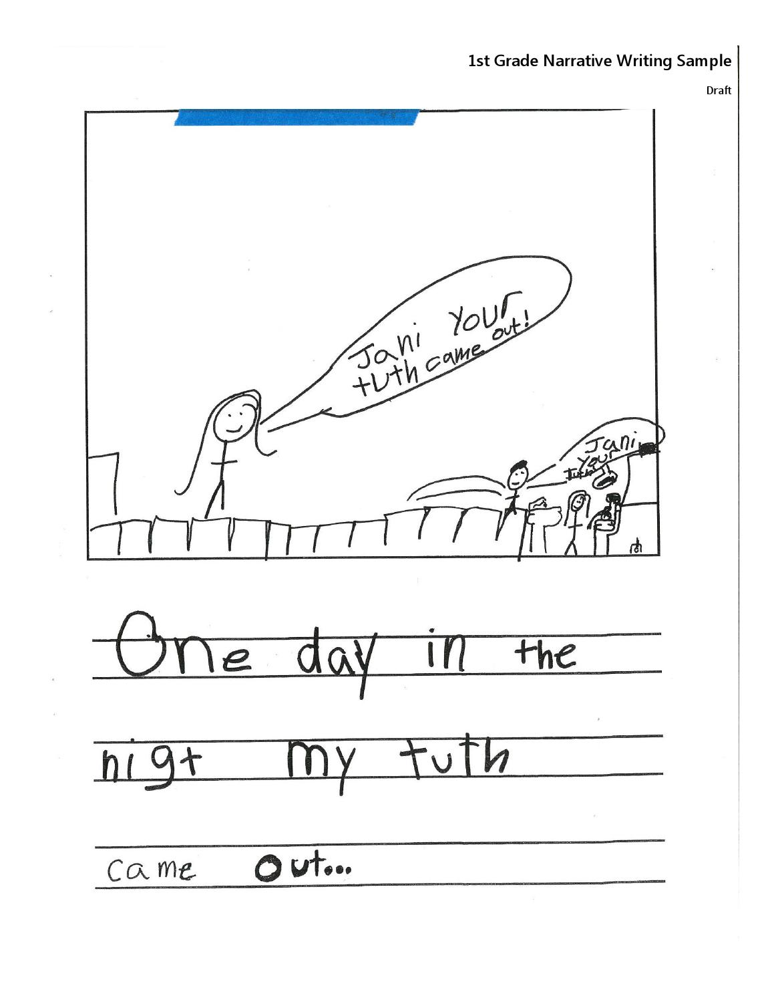 1st Grade Narrative Writing Sample
Draft
Jani Your
tuth came out!
Jani
Your
tuth
One day in the
nigt my tuth
came out...